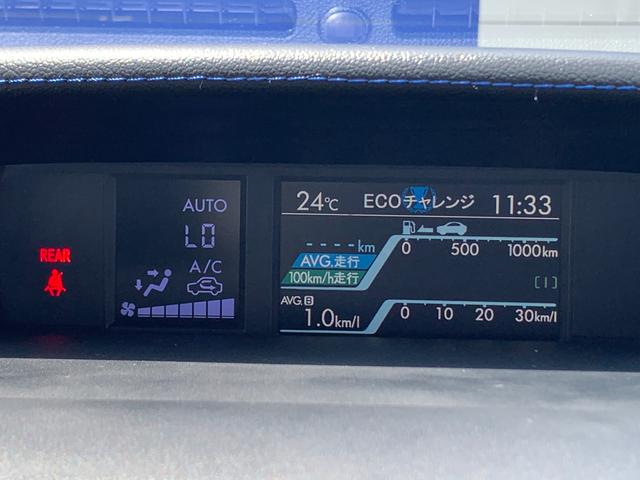 REAR
AUTO
LO
A/C
24℃ ECOチャレンジ 11:33
---- km
0 500 1000km
AVG.走行
100km/h走行
[1]
AVG. B
1.0km/l
0 10 20 30km/l